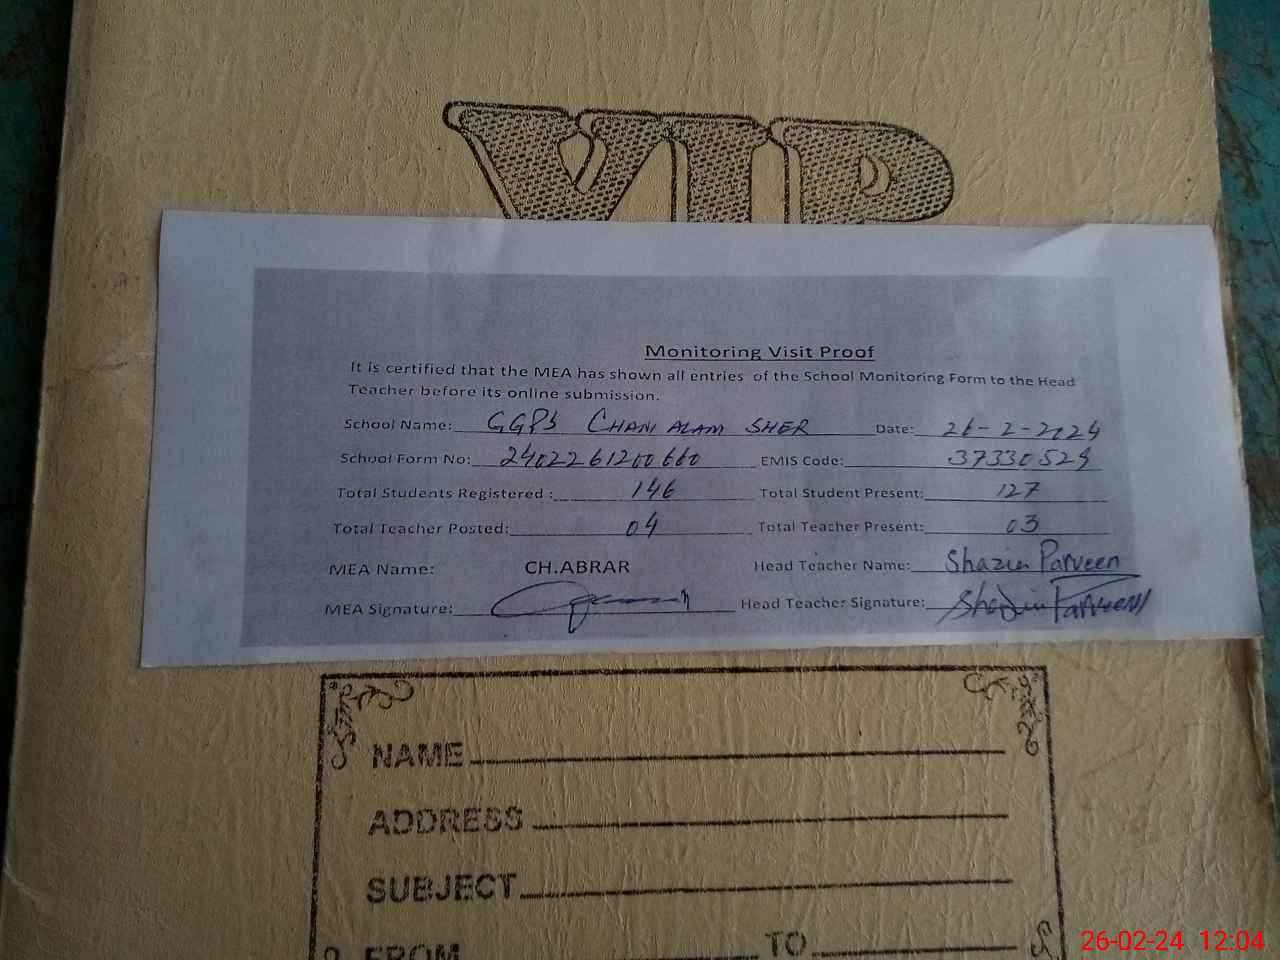 VIP
Monitoring Visit Proof
It is certified that the MEA has shown all entries of the School Monitoring Form to the Head
Teacher before its online submission.
School Name: GGPS CHANI ALAM SHER Date: 26-2-2024
School Form No: 2402261200660 EMIS Code: 37330524
Total Students Registered : 146 Total Student Present: 127
Total Teacher Posted: 04 Total Teacher Present: 03
MEA Name: CH.ABRAR Head Teacher Name: Shazia Parveen
MEA Signature: Head Teacher Signature: Shazia Parveen
NAME
ADDRESS
SUBJECT
FROM TO
26-02-24 12:04